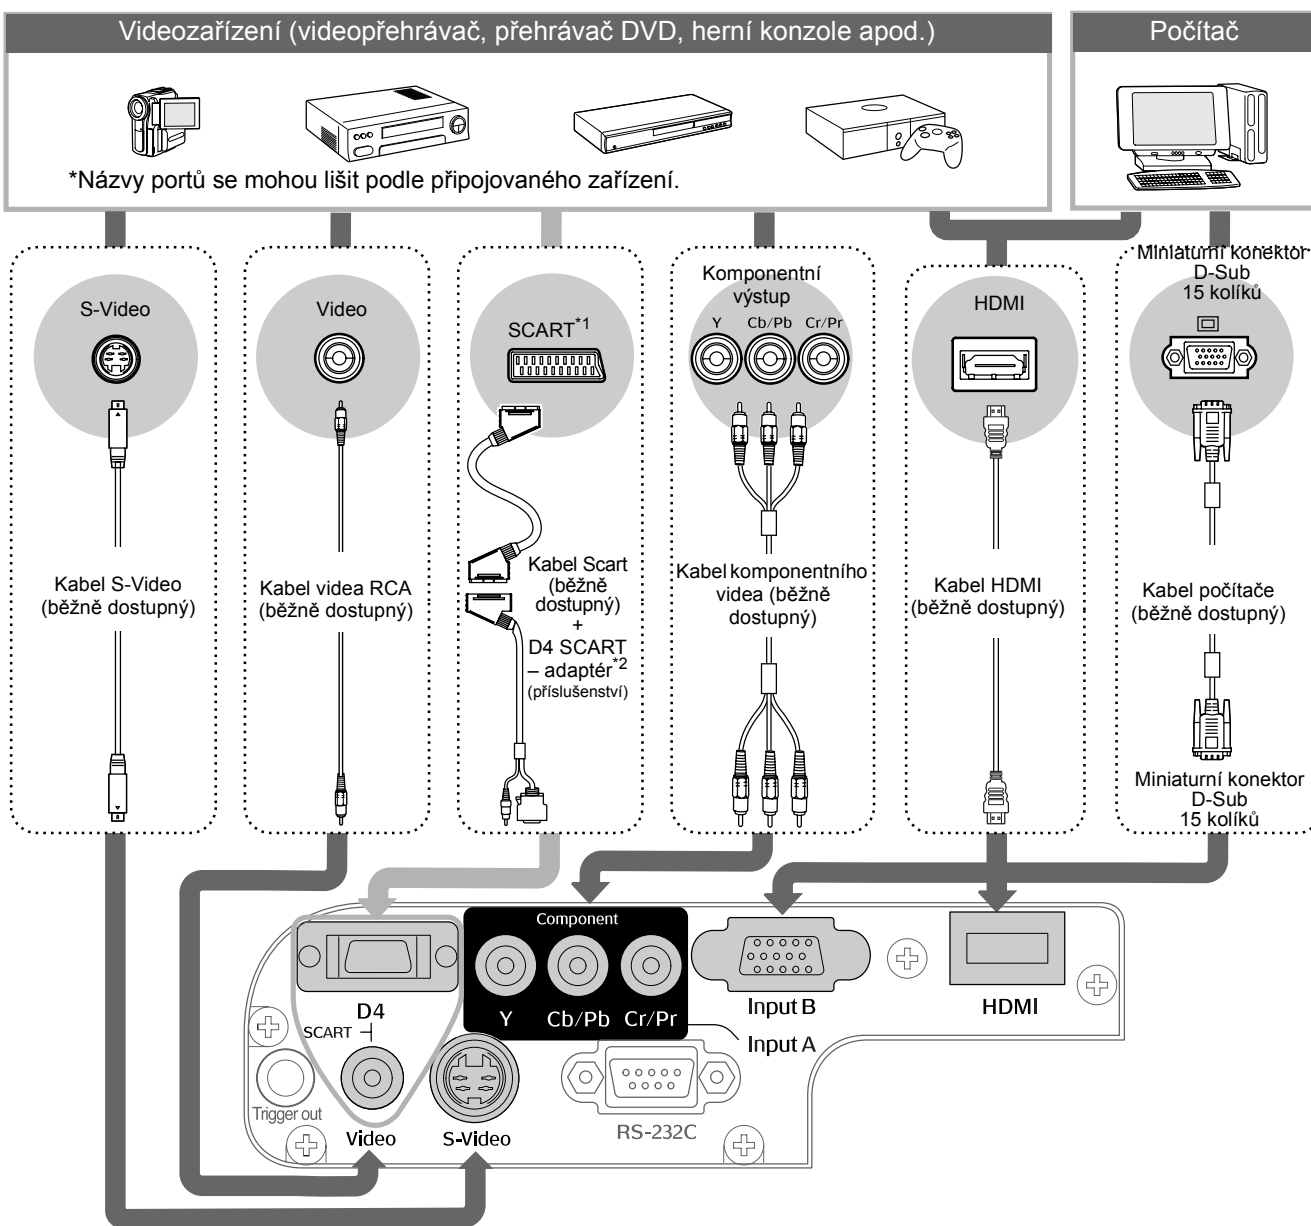 Videozařízení (videopřehrávač, přehrávač DVD, herní konzole apod.)
Počítač
*Názvy portů se mohou lišit podle připojovaného zařízení.
S-Video
Video
SCART*1
Komponentní
výstup
Y Cb/Pb Cr/Pr
HDMI
Miniaturní konektor
D-Sub
15 kolíků
Kabel S-Video
(běžně dostupný)
Kabel videa RCA
(běžně dostupný)
Kabel Scart
(běžně
dostupný)
+
D4 SCART
– adaptér*2
(příslušenství)
Kabel komponentního
videa (běžně
dostupný)
Kabel HDMI
(běžně dostupný)
Kabel počítače
(běžně dostupný)
Miniaturní konektor
D-Sub
15 kolíků
Component
Y Cb/Pb Cr/Pr
D4
SCART
Input B
Input A
HDMI
Trigger out
Video
S-Video
RS-232C